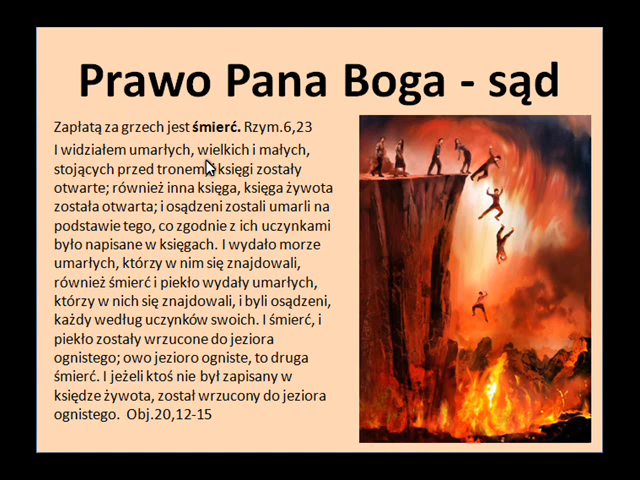 Prawo Pana Boga - sąd
Zapłatą za grzech jest śmierć. Rzym.6,23
I widziałem umarłych, wielkich i małych,
stojących przed tronem; księgi zostały
otwarte; również inna księga, księga żywota
została otwarta; i osądzeni zostali umarli na
podstawie tego, co zgodnie z ich uczynkami
było napisane w księgach. I wydało morze
umarłych, którzy w nim się znajdowali,
również śmierć i piekło wydały umarłych,
którzy w nich się znajdowali, i byli osądzeni,
każdy według uczynków swoich. I śmierć, i
piekło zostały wrzucone do jeziora
ognistego; owo jezioro ogniste, to druga
śmierć. I jeżeli ktoś nie był zapisany w
księdze żywota, został wrzucony do jeziora
ognistego. Obj.20,12-15